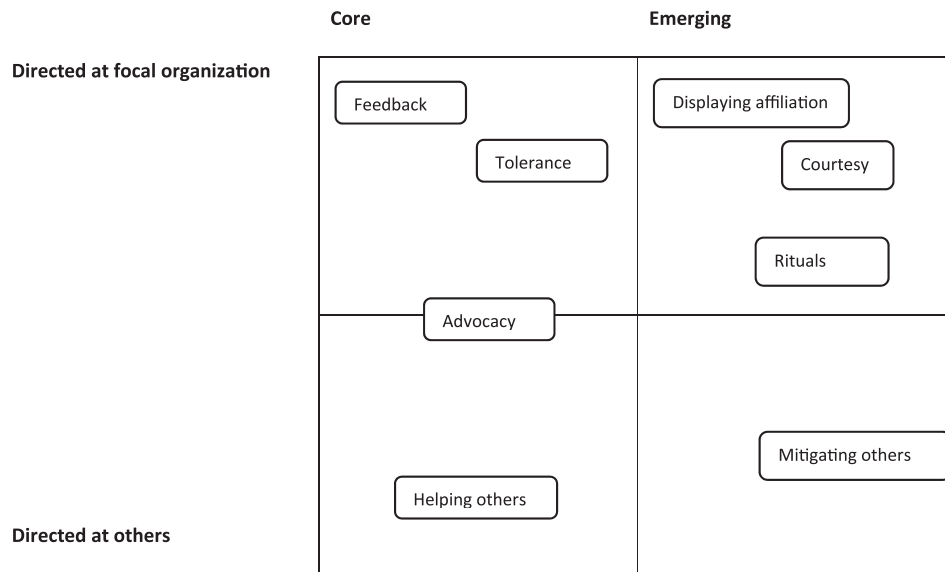 Core
Emerging
Directed at focal organization
Feedback
Displaying affiliation
Tolerance
Courtesy
Rituals
Advocacy
Mitigating others
Helping others
Directed at others